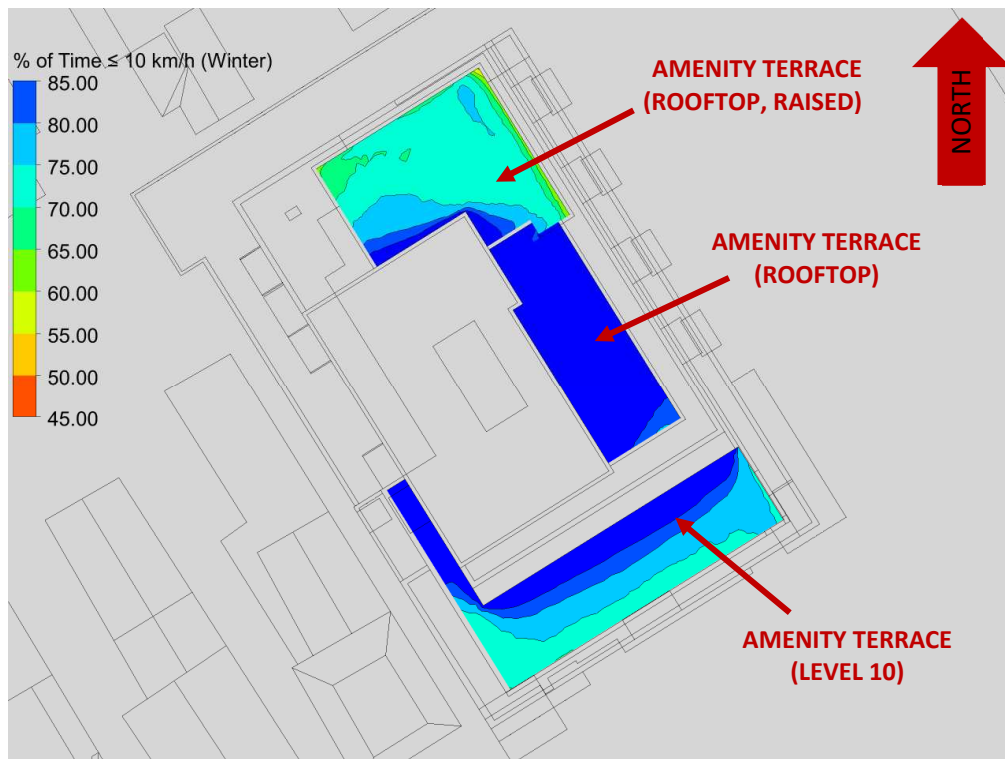 % of Time ≤ 10 km/h (Winter)
85.00
80.00
75.00
70.00
65.00
60.00
55.00
50.00
45.00
AMENITY TERRACE
(ROOFTOP, RAISED)
NORTH
AMENITY TERRACE
(ROOFTOP)
AMENITY TERRACE
(LEVEL 10)